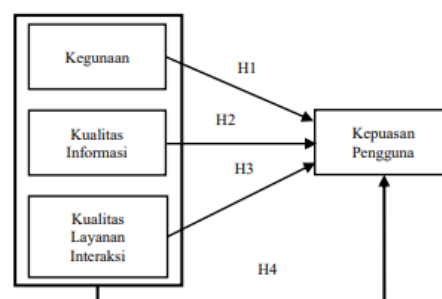 Kegunaan
H1
H2
Kualitas
Informasi
Kepuasan
Pengguna
H3
Kualitas
Layanan
Interaksi
H4